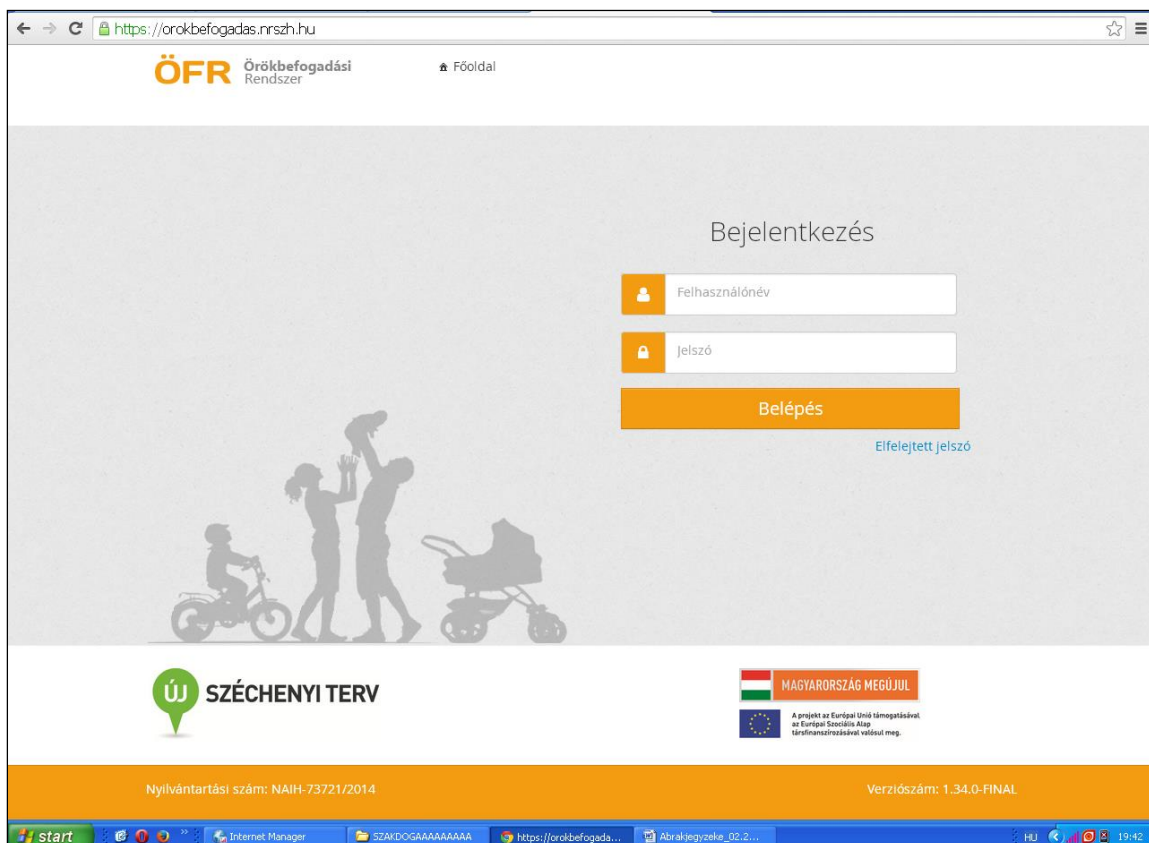 https://orokbefogadas.nrszh.hu
ÖFR Örökbefogadási
Rendszer
Főoldal
Bejelentkezés
Felhasználónév
Jelszó
Belépés
Elfelejtett jelszó
ÚJ SZÉCHENYI TERV
MAGYARORSZÁG MEGÚJUL
A projekt az Európai Unió támogatásával,
az Európai Szociális Alap
társfinanszírozásával valósul meg.
Nyilvántartási szám: NAIH-73721/2014
Verziószám: 1.34.0-FINAL
start
Internet Manager
SZAKDOGAAAAAAAAA
https://orokbefogada...
Abrakjegyzeke_02.2...
HU
19:42